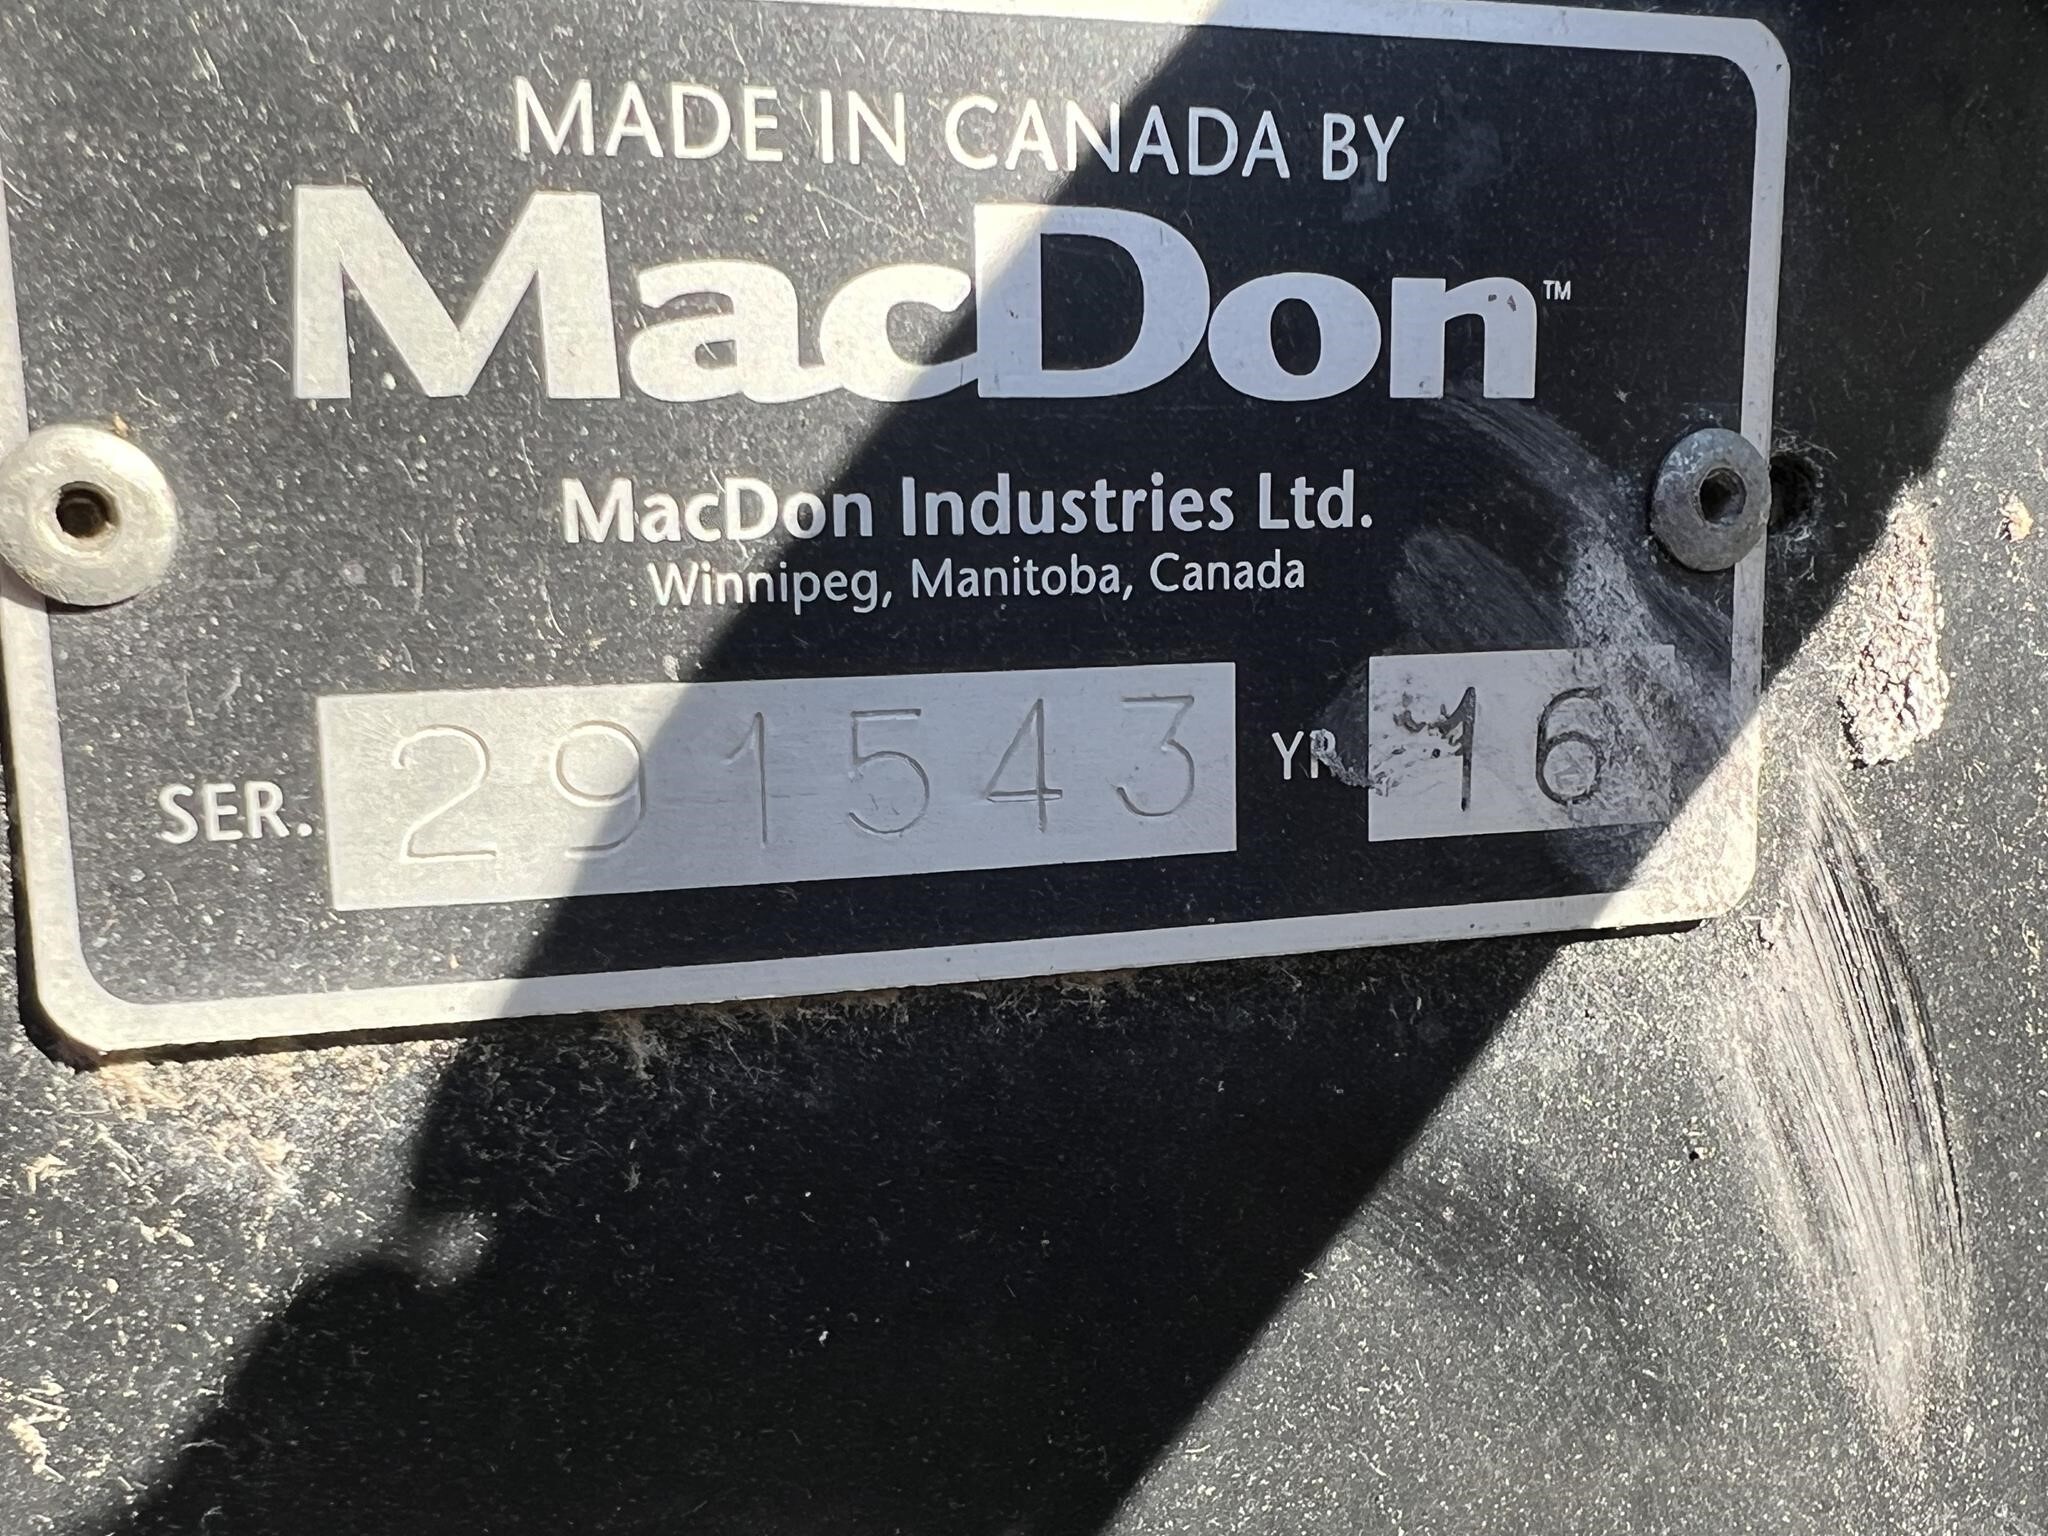 MADE IN CANADA BY
MacDon™
MacDon Industries Ltd.
Winnipeg, Manitoba, Canada
SER. 291543 YR 16